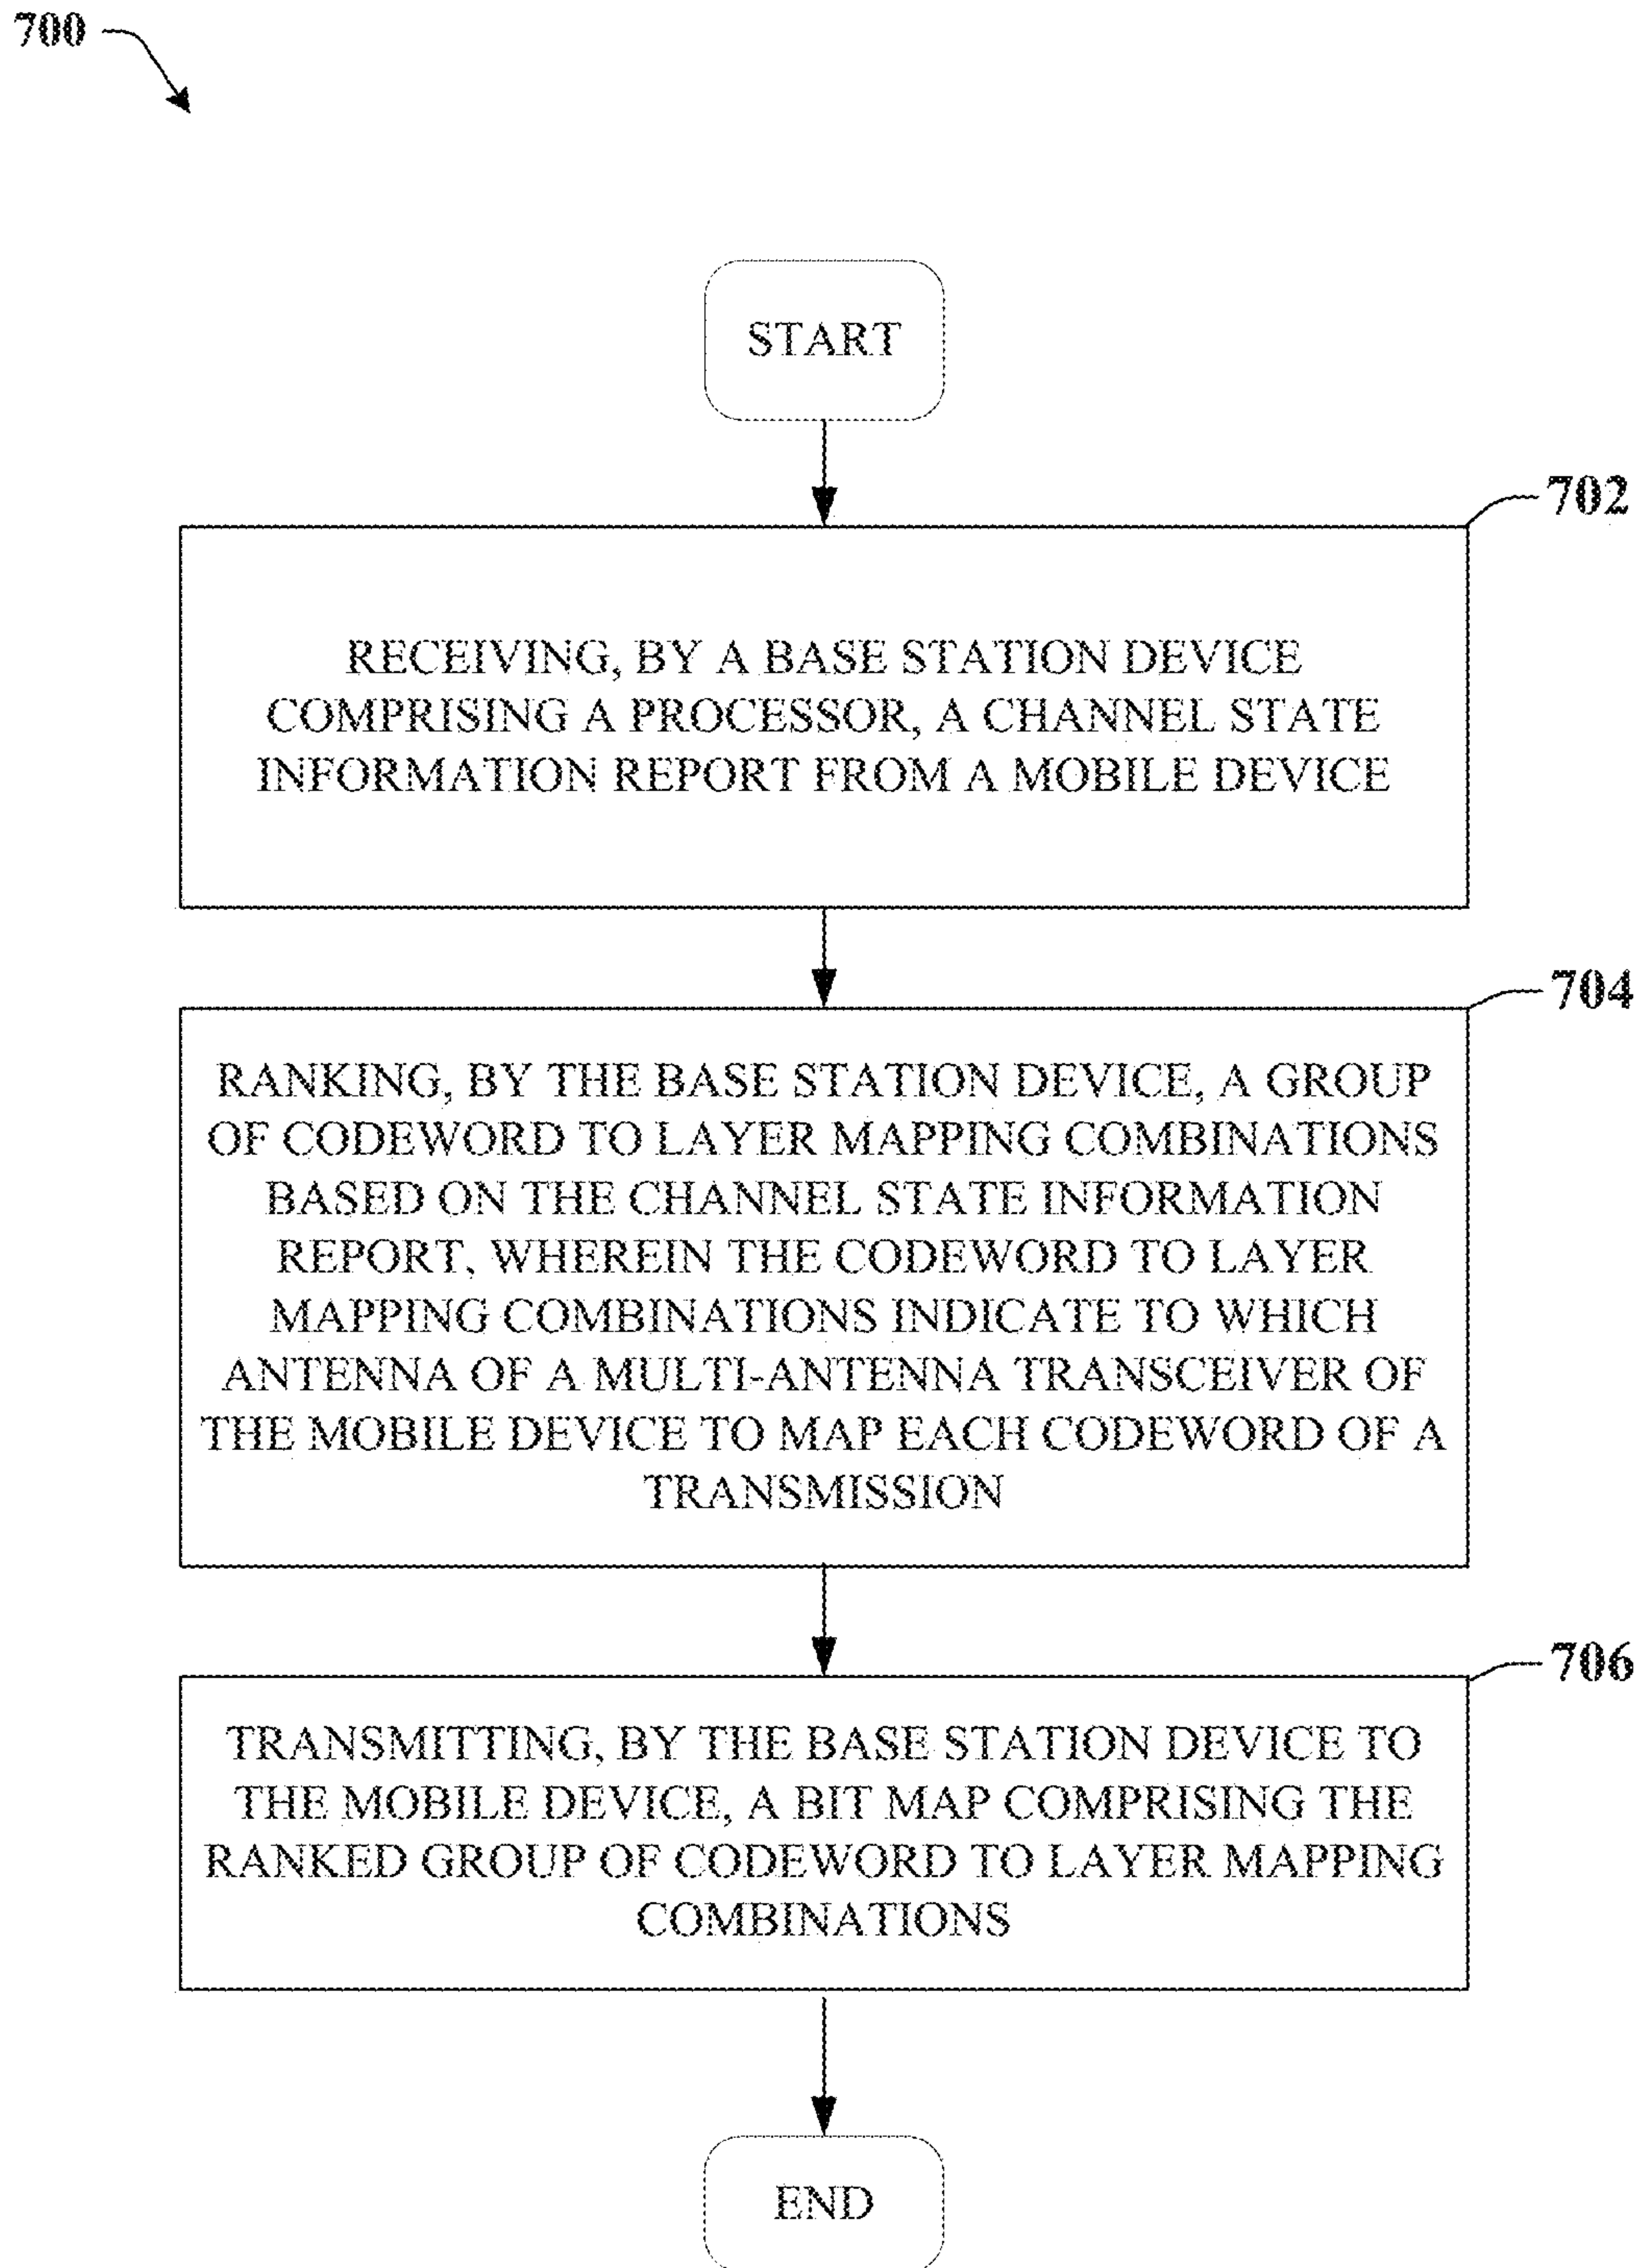 700
START
702
RECEIVING, BY A BASE STATION DEVICE
COMPRISING A PROCESSOR, A CHANNEL STATE
INFORMATION REPORT FROM A MOBILE DEVICE
704
RANKING, BY THE BASE STATION DEVICE, A GROUP
OF CODEWORD TO LAYER MAPPING COMBINATIONS
BASED ON THE CHANNEL STATE INFORMATION
REPORT, WHEREIN THE CODEWORD TO LAYER
MAPPING COMBINATIONS INDICATE TO WHICH
ANTENNA OF A MULTI-ANTENNA TRANSCEIVER OF
THE MOBILE DEVICE TO MAP EACH CODEWORD OF A
TRANSMISSION
706
TRANSMITTING, BY THE BASE STATION DEVICE TO
THE MOBILE DEVICE, A BIT MAP COMPRISING THE
RANKED GROUP OF CODEWORD TO LAYER MAPPING
COMBINATIONS
END